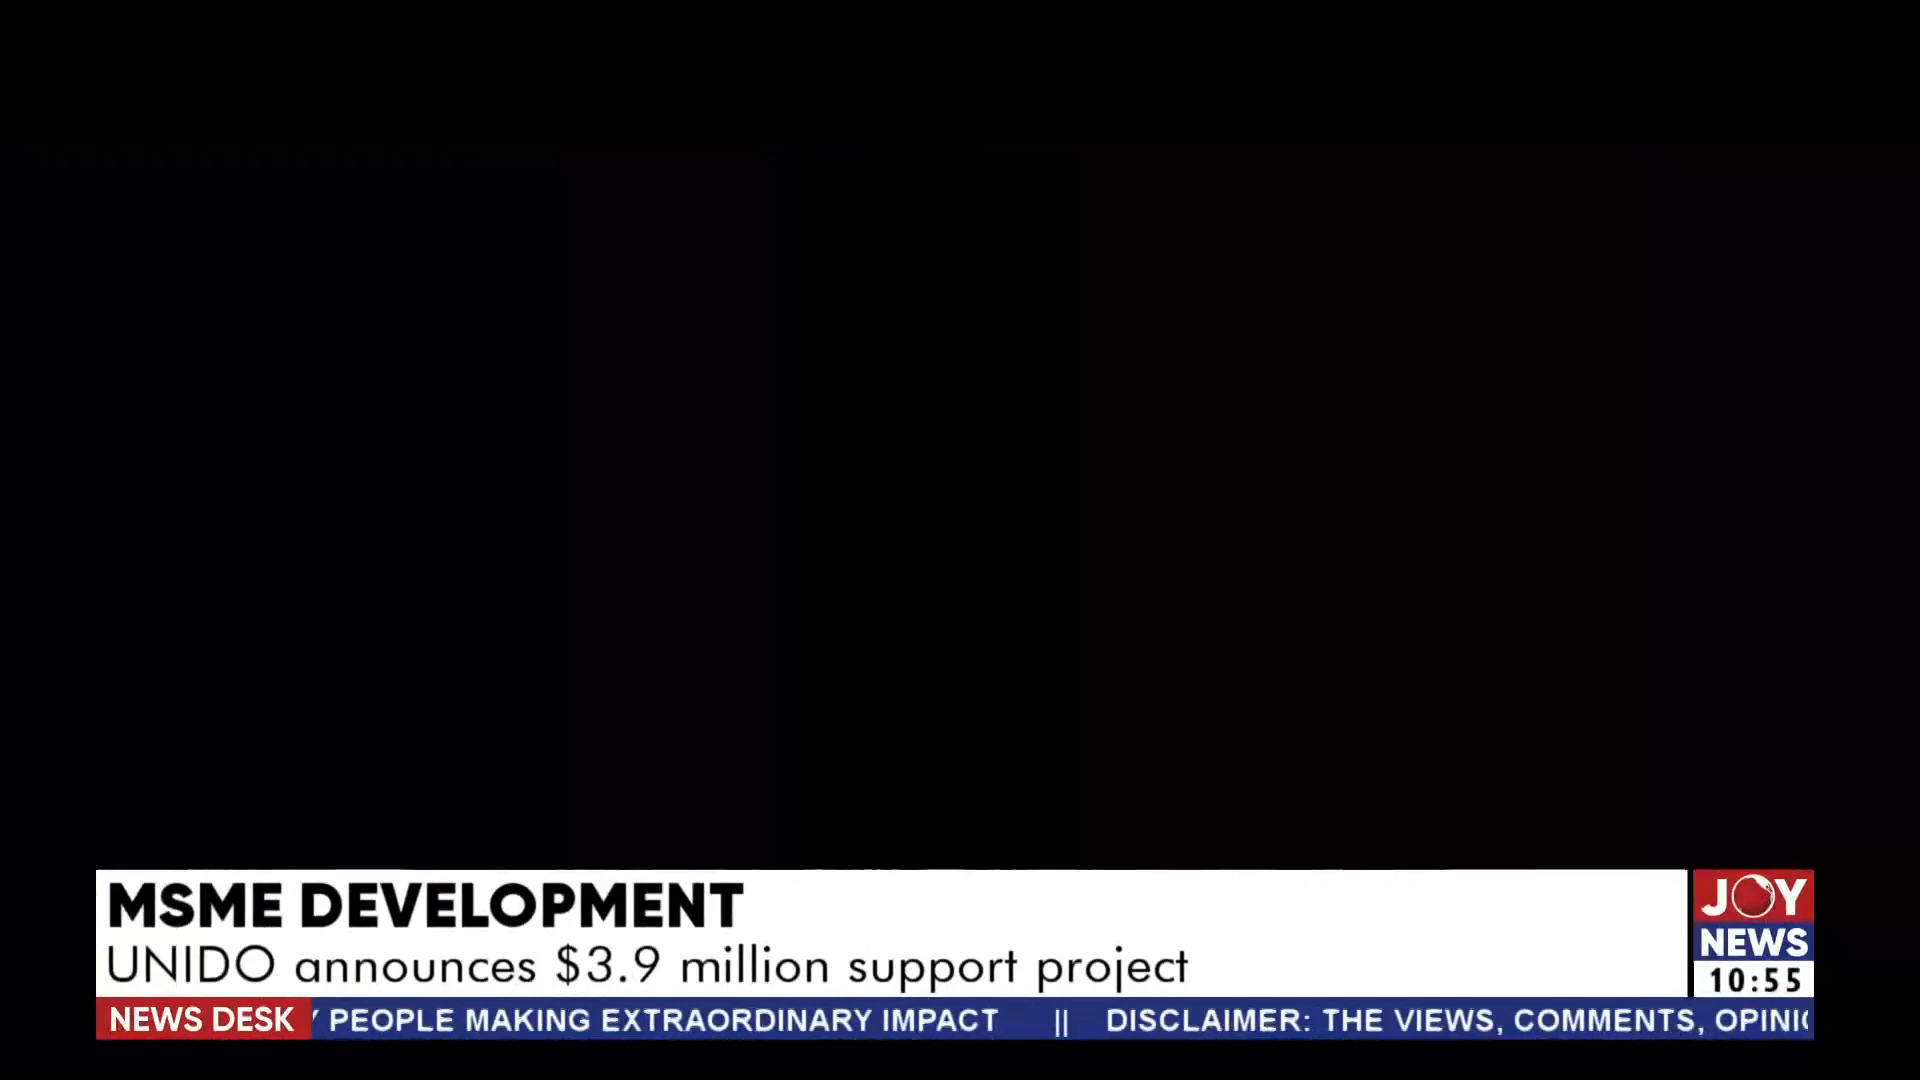 MSME DEVELOPMENT
UNIDO announces $3.9 million support project
JOY
NEWS
10:55
NEWS DESK
PEOPLE MAKING EXTRAORDINARY IMPACT || DISCLAIMER: THE VIEWS, COMMENTS,